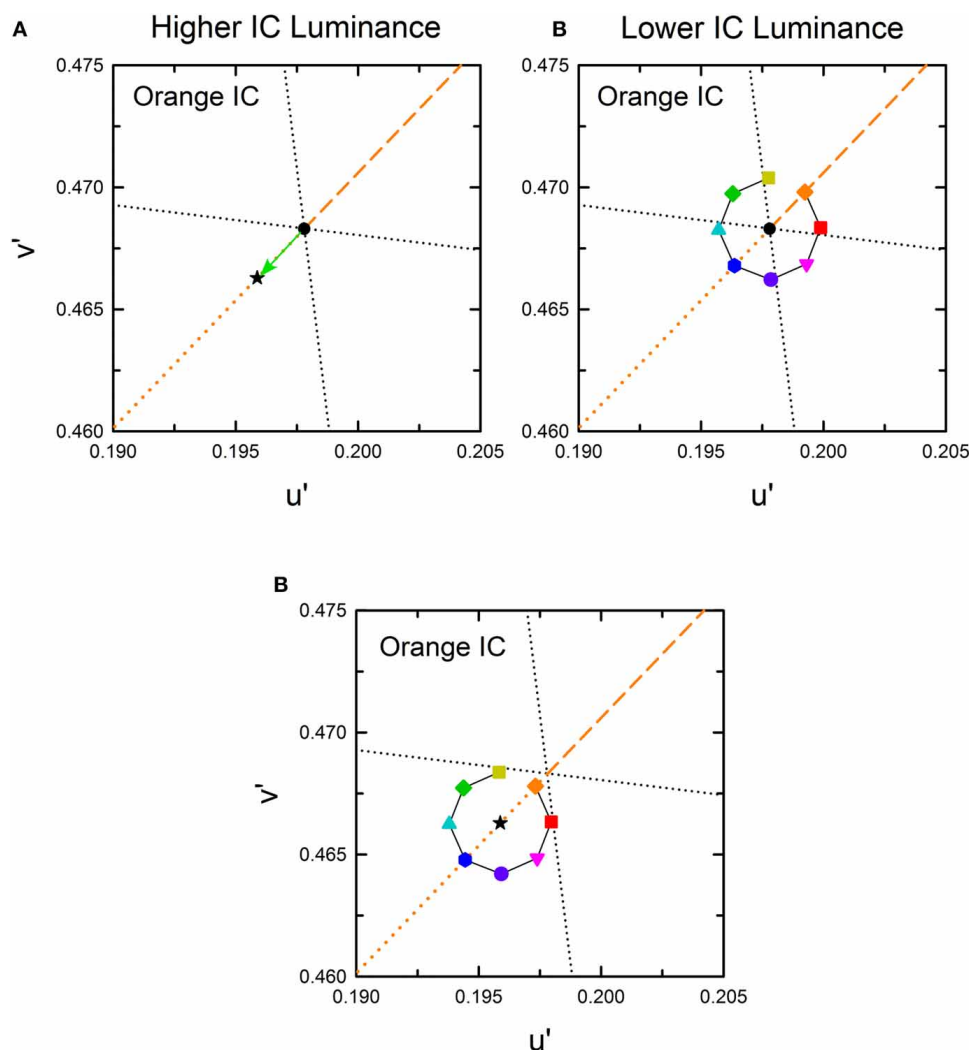 A Higher IC Luminance B Lower IC Luminance
0.475 0.475
Orange IC Orange IC
0.470 0.470
v'
0.465 0.465
0.460 0.460
0.190 0.195 0.200 0.205 0.190 0.195 0.200 0.205
u' u'
B
0.475
Orange IC
0.470
v'
0.465
0.460
0.190 0.195 0.200 0.205
u'